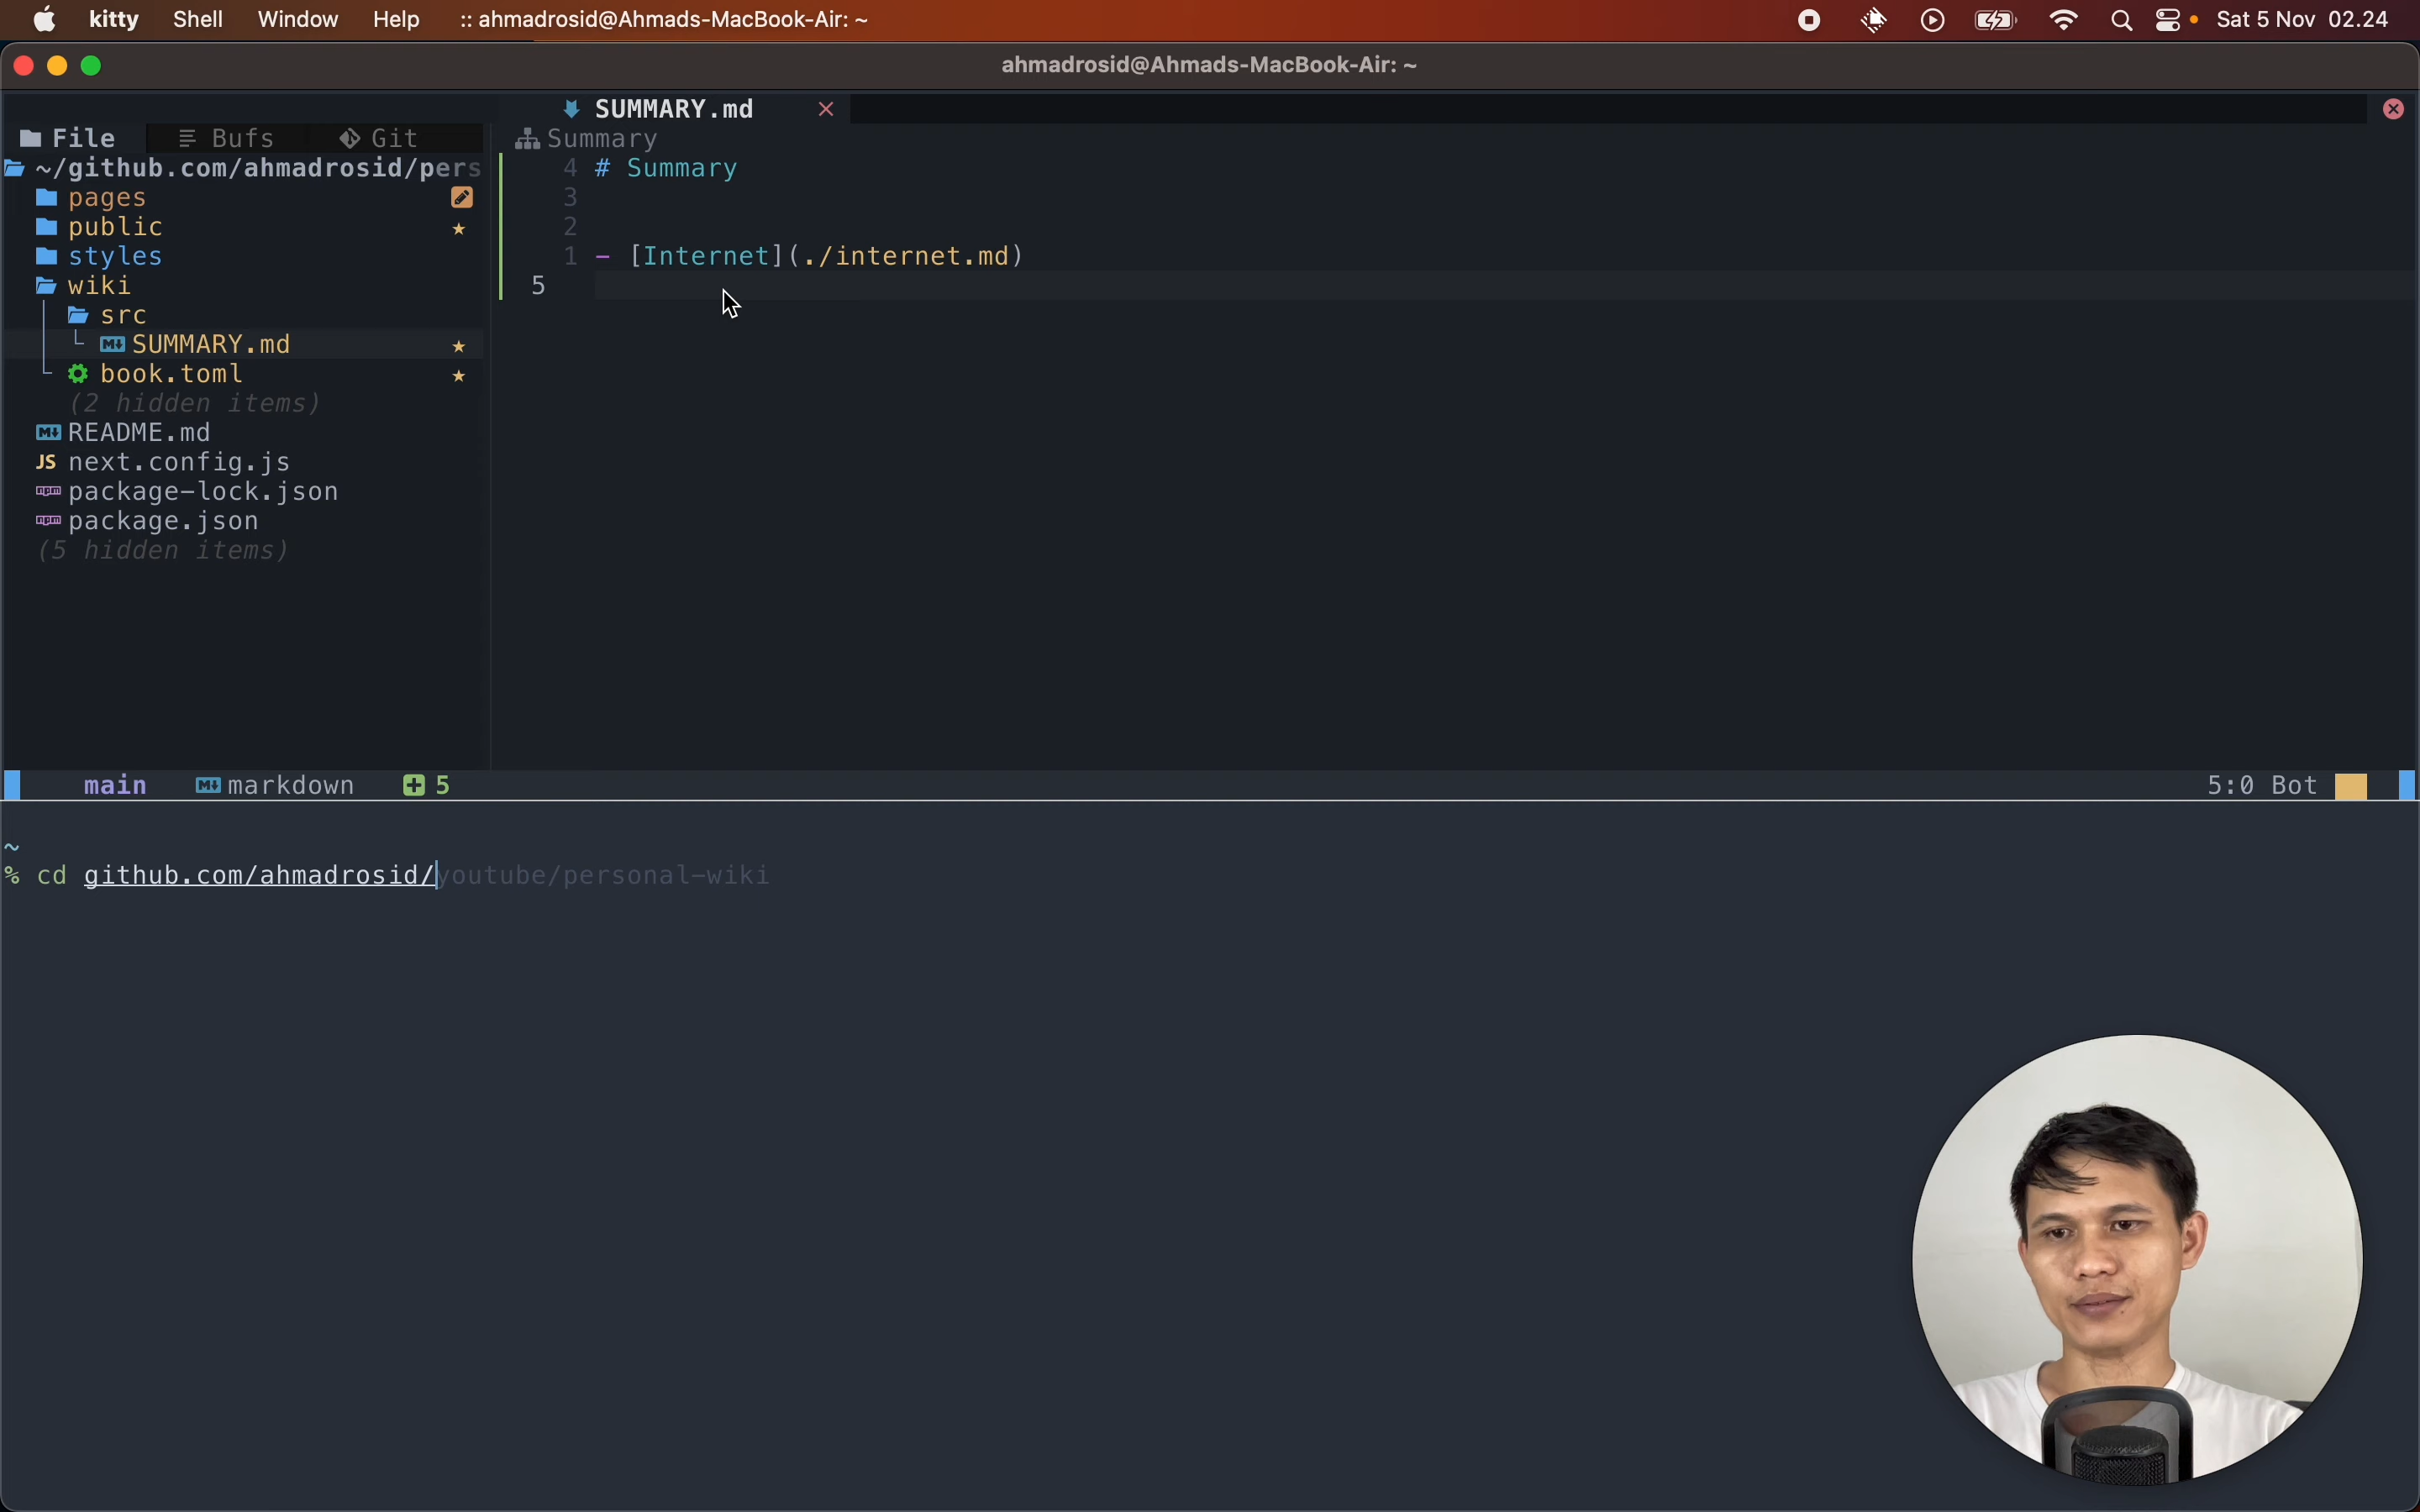 kitty Shell Window Help :: ahmadrosid@Ahmads-MacBook-Air: ~ Sat 5 Nov 02.24
ahmadrosid@Ahmads-MacBook-Air: ~
SUMMARY.md
File Bufs Git
Summary
~/github.com/ahmadrosid/pers
4 # Summary
pages
3
public
2
styles
1 - [Internet](./internet.md)
wiki
5
src
SUMMARY.md
book.toml
(2 hidden items)
README.md
JS next.config.js
package-lock.json
package.json
(5 hidden items)
main markdown 5 5:0 Bot
~
% cd github.com/ahmadrosid/youtube/personal-wiki